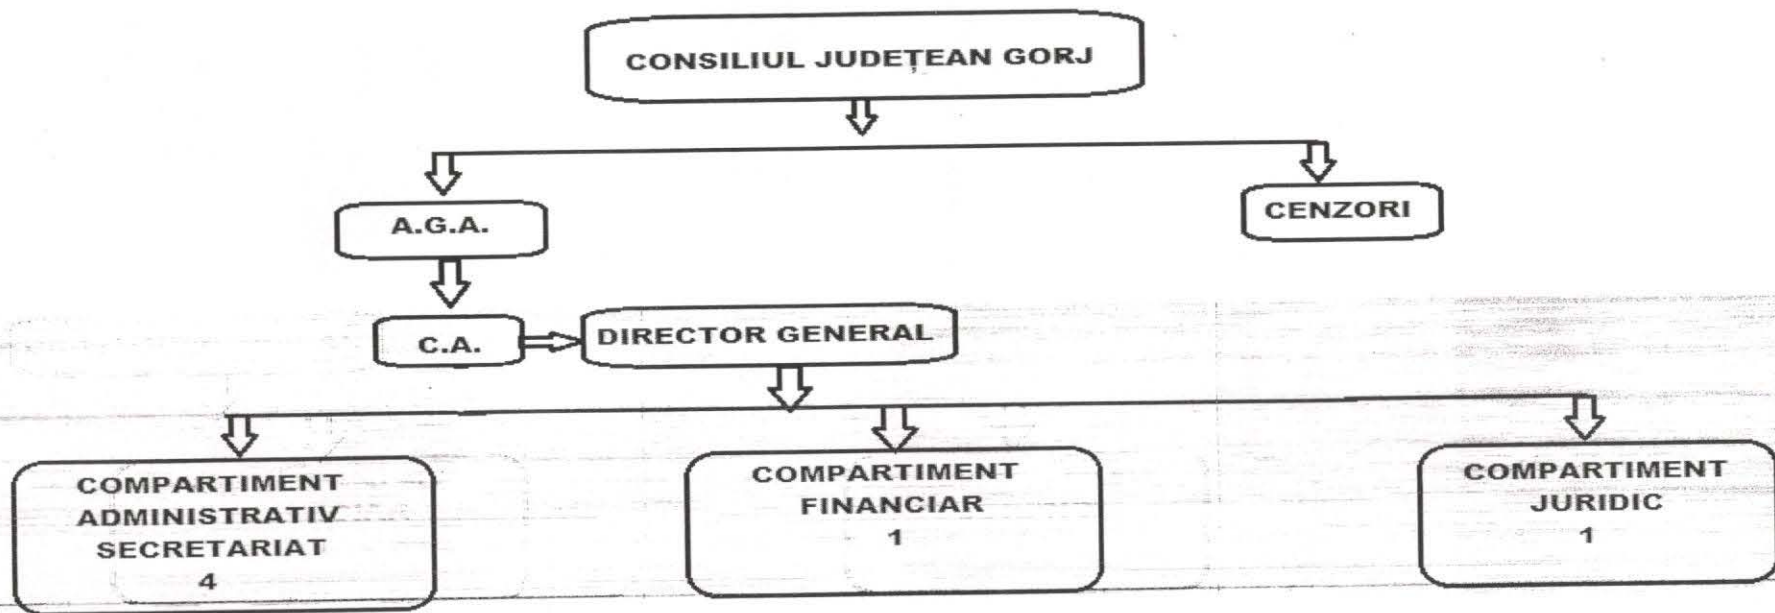 CONSILIUL JUDEȚEAN GORJ
A.G.A.
CENZORI
C.A.
DIRECTOR GENERAL
COMPARTIMENT
ADMINISTRATIV
SECRETARIAT
4
COMPARTIMENT
FINANCIAR
1
COMPARTIMENT
JURIDIC
1